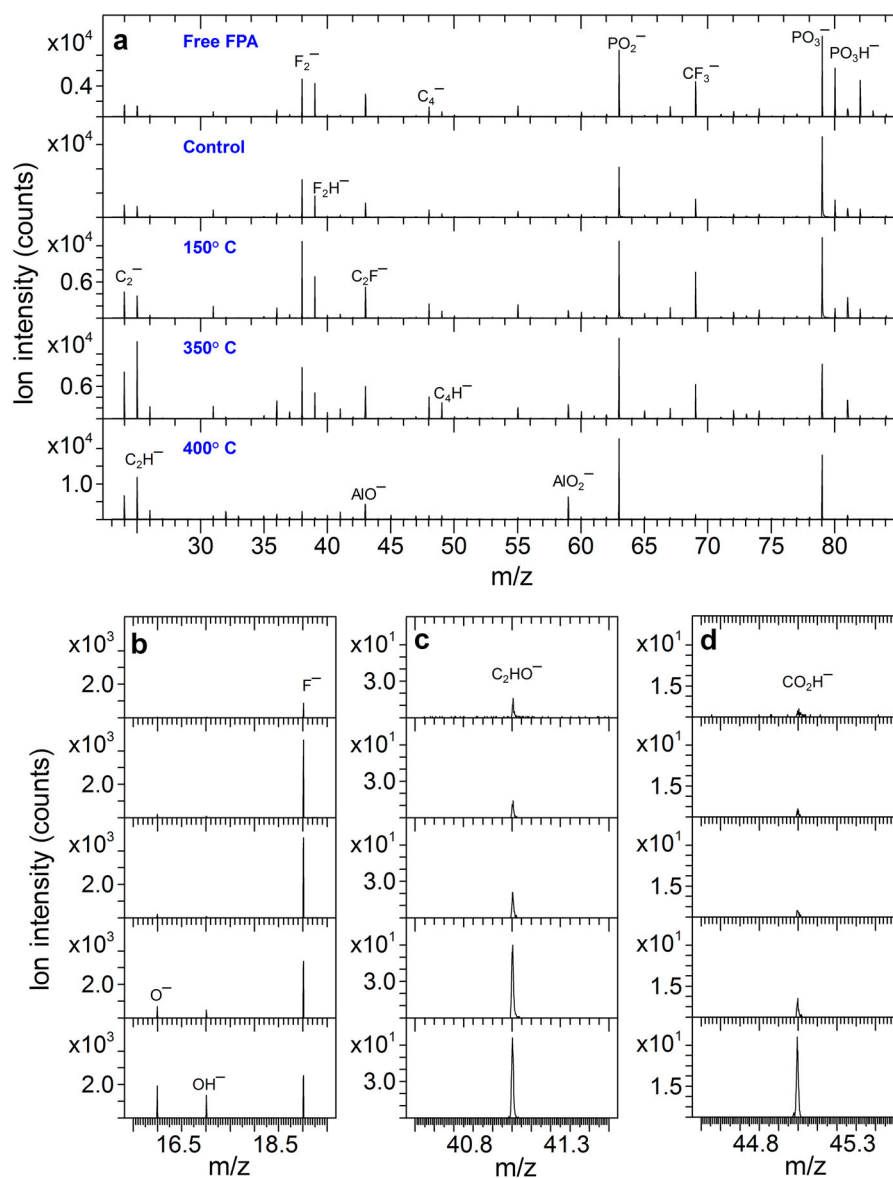 a
Free FPA
x10⁴
0.4
F₂⁻
C₄⁻
PO₂⁻
CF₃⁻
PO₃⁻
PO₃H⁻
Control
x10⁴
F₂H⁻
150° C
x10⁴
0.6
C₂⁻
C₂F⁻
350° C
x10⁴
0.6
C₄H⁻
400° C
x10⁴
1.0
C₂H⁻
AlO⁻
AlO₂⁻
Ion intensity (counts)
30 40 50 60 70 80
m/z
b
x10³
2.0
F⁻
x10³
2.0
x10³
2.0
x10³
2.0
O⁻
x10³
2.0
OH⁻
Ion intensity (counts)
16.5 18.5
m/z
c
x10¹
3.0
C₂HO⁻
x10¹
3.0
x10¹
3.0
x10¹
3.0
x10¹
3.0
40.8 41.3
m/z
d
x10¹
1.5
CO₂H⁻
x10¹
1.5
x10¹
1.5
x10¹
1.5
x10¹
1.5
44.8 45.3
m/z